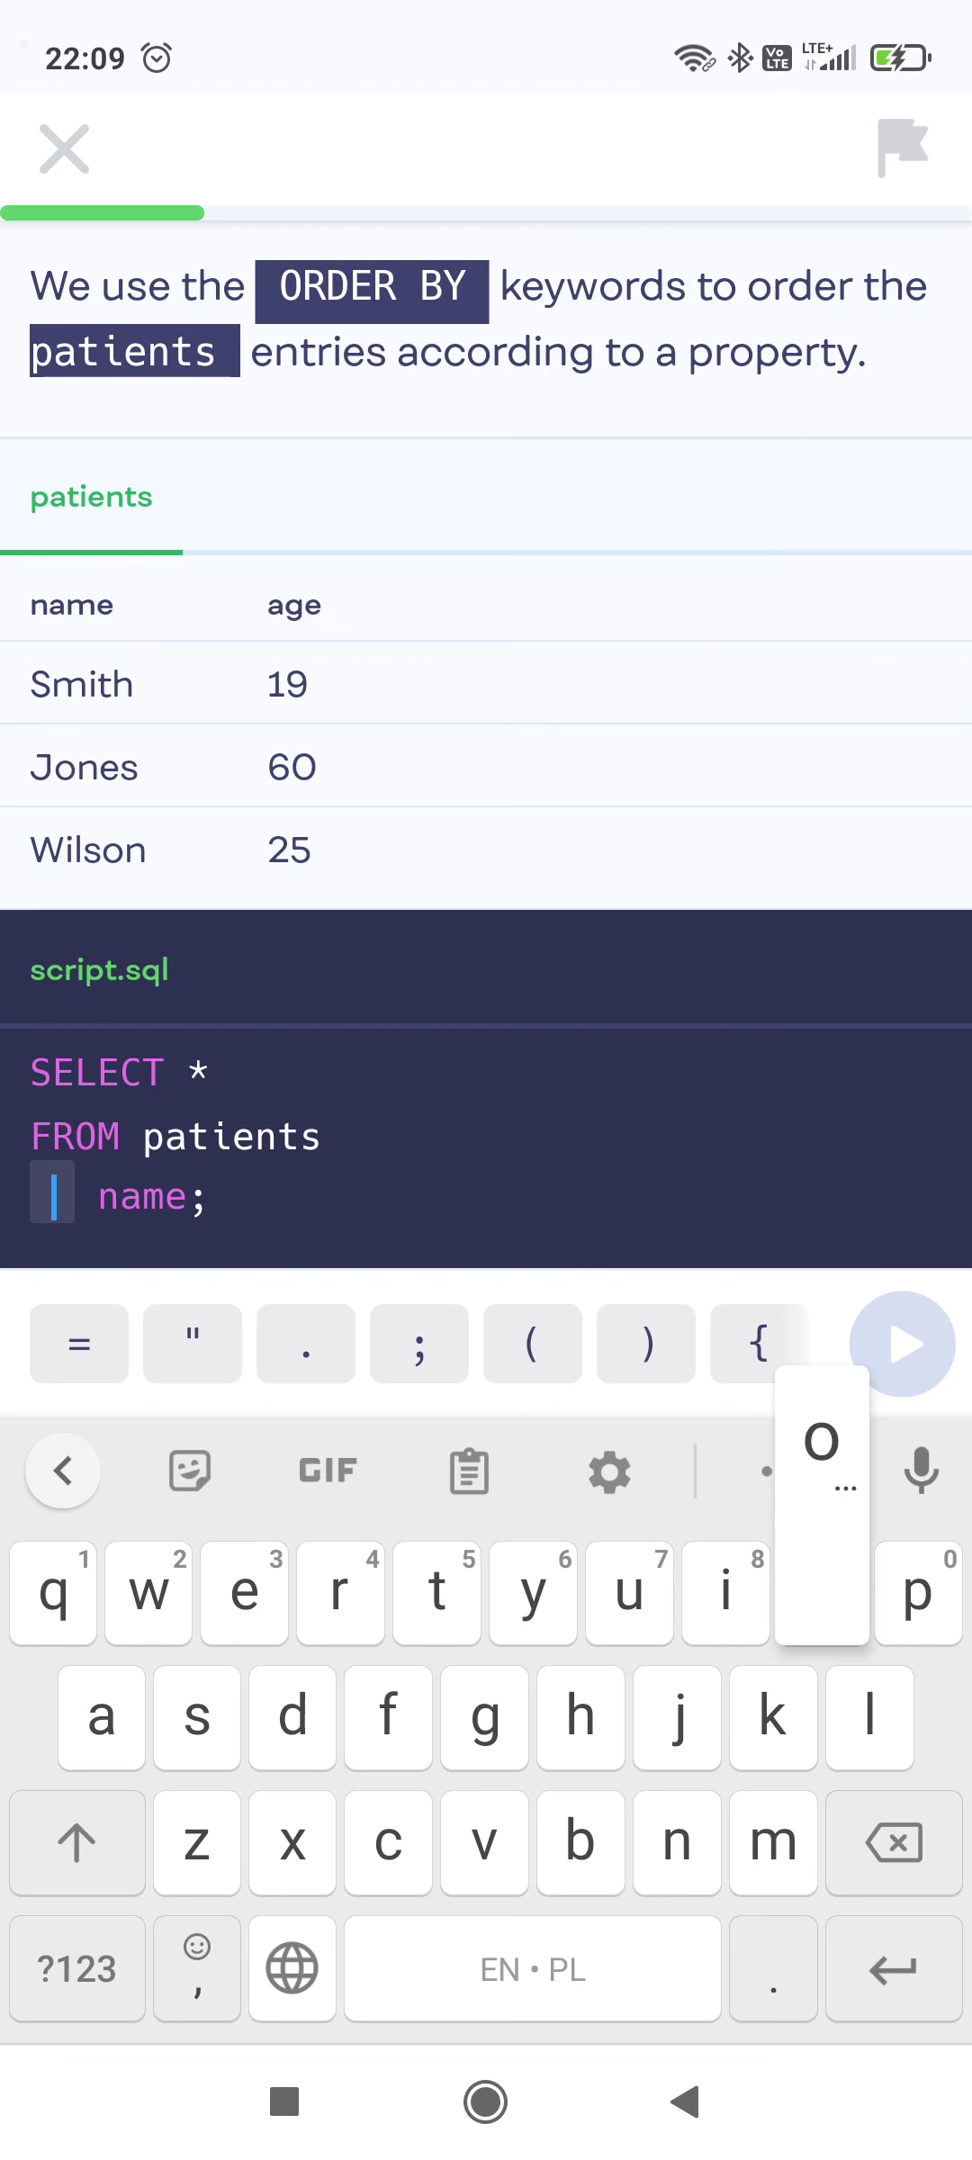 22:09
Vo LTE LTE+
We use the ORDER BY keywords to order the
patients entries according to a property.
patients
name age
Smith 19
Jones 60
Wilson 25
script.sql
SELECT *
FROM patients
name;
= " . ; ( ) {
GIF
o
...
q 1 w 2 e 3 r 4 t 5 y 6 u 7 i 8 p 0
a s d f g h j k l
z x c v b n m
?123 , EN • PL .